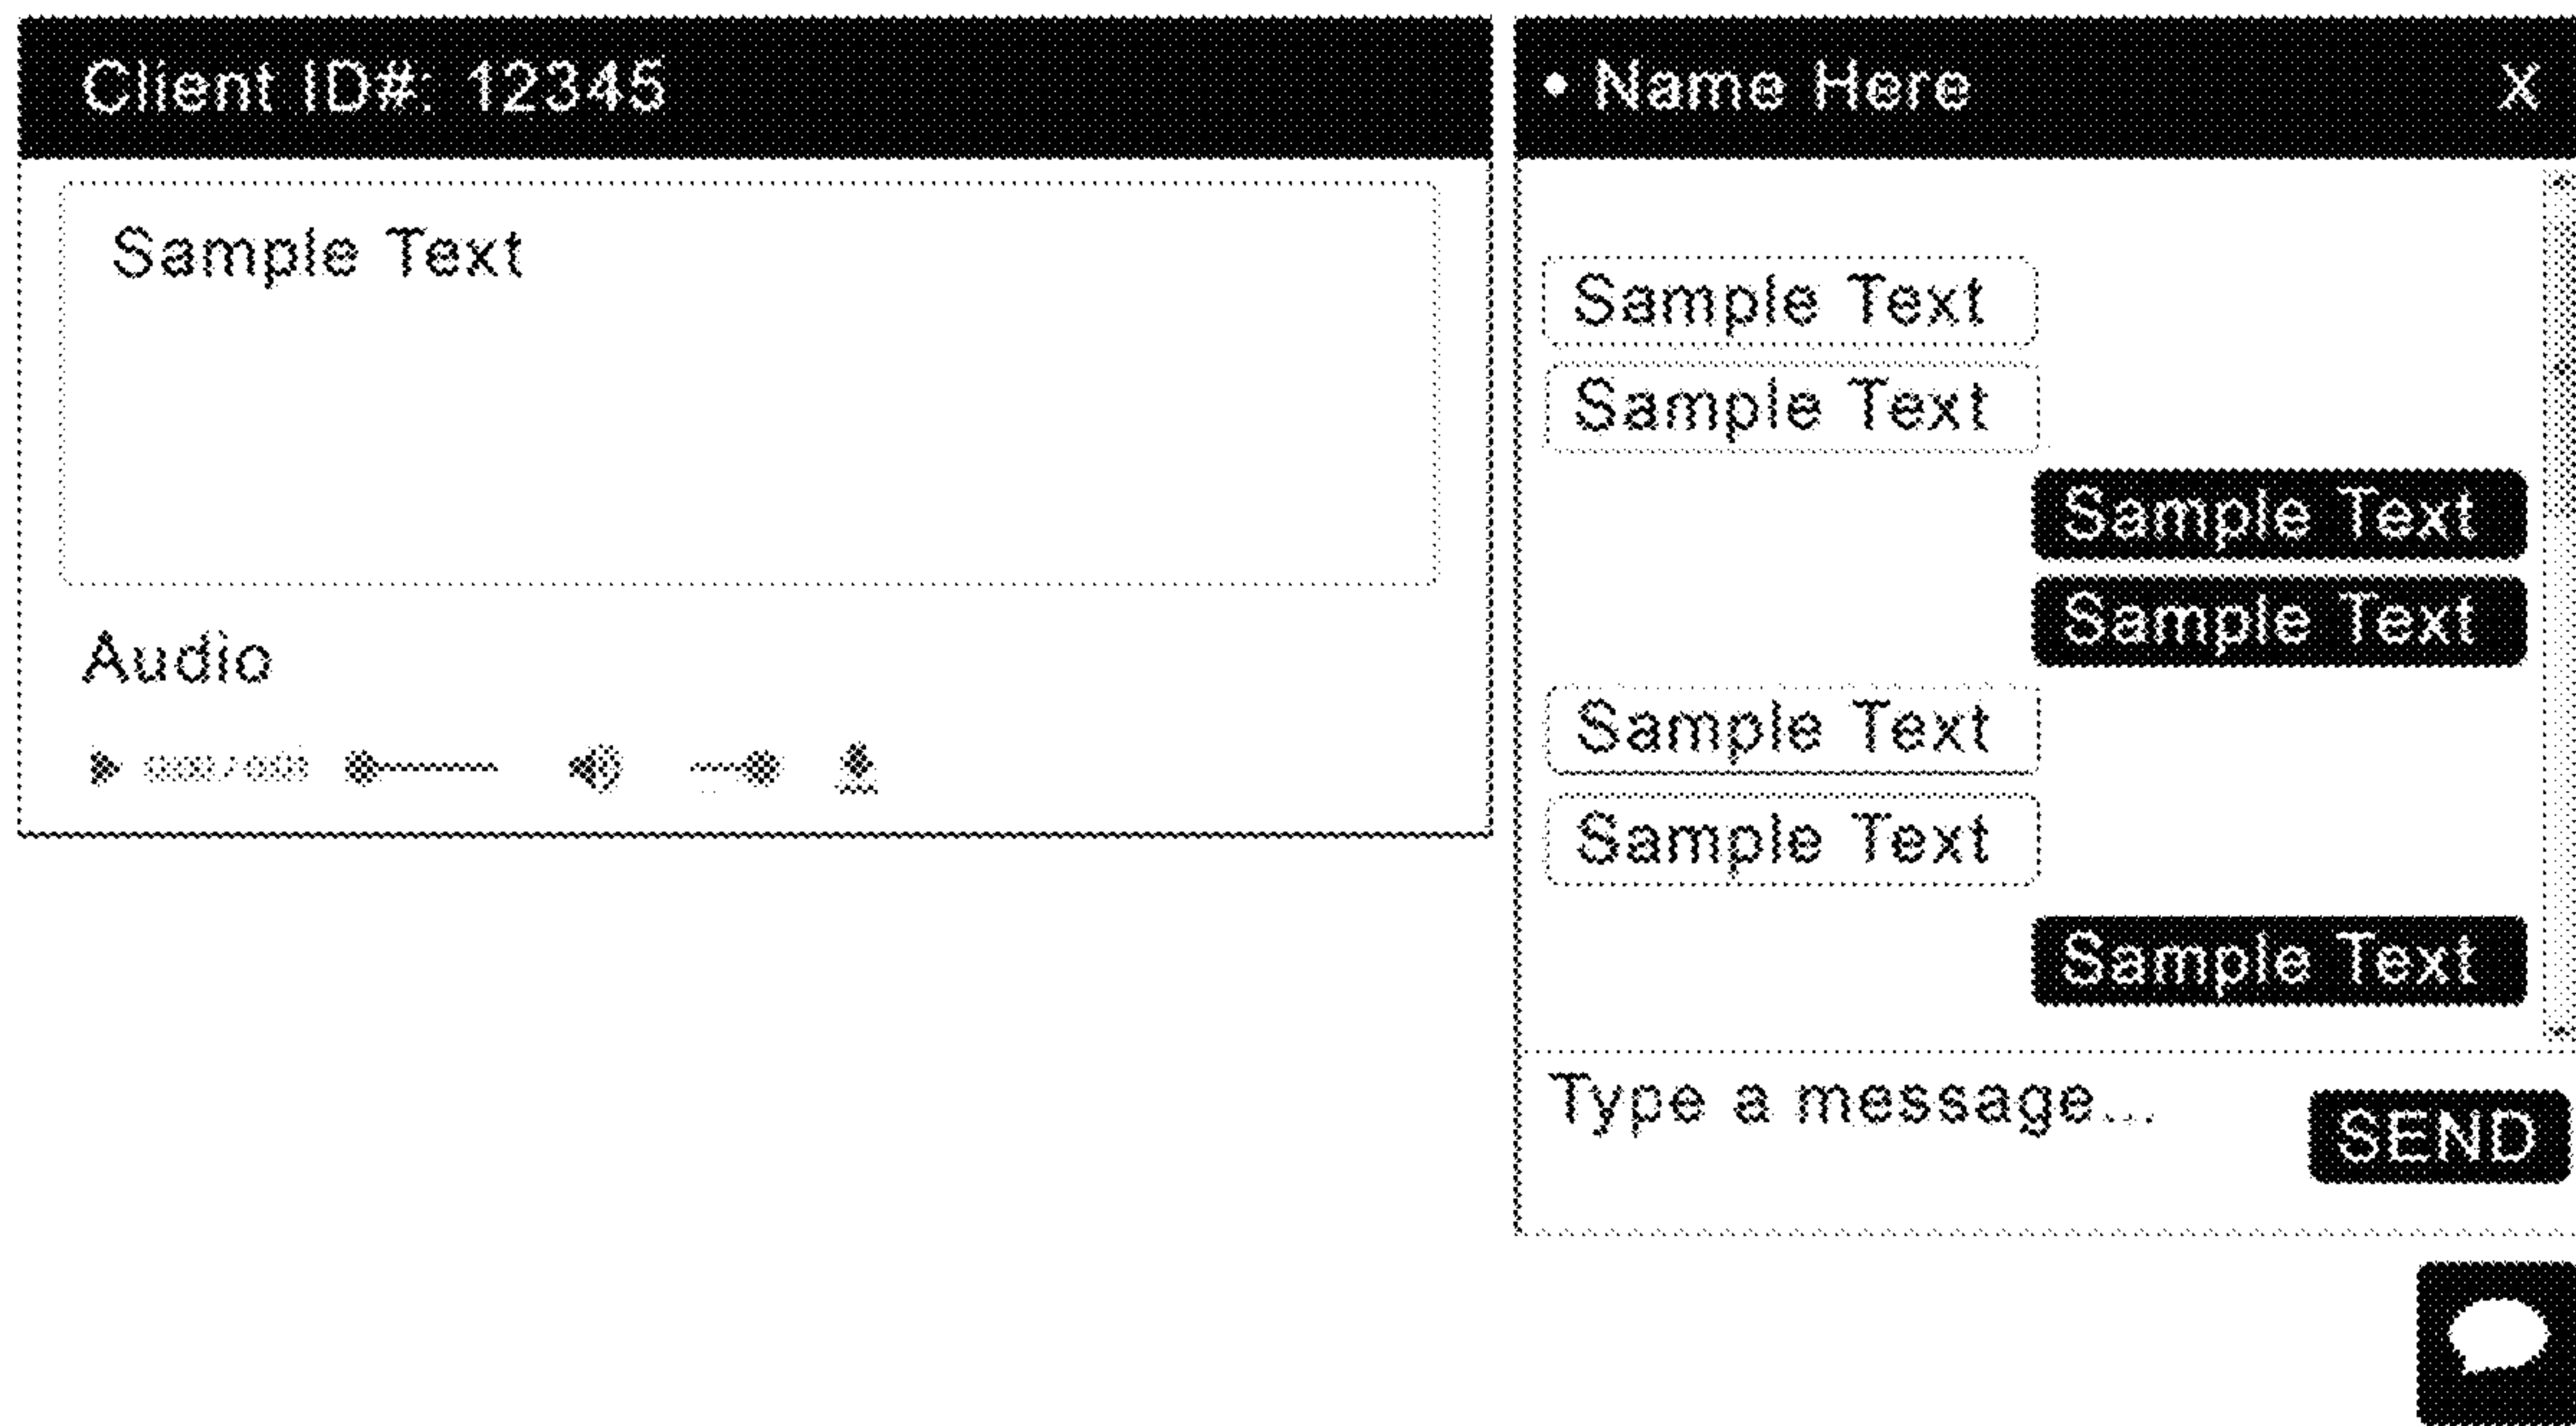 Client ID#: 12345
Sample Text
Audio
• Name Here X
Sample Text
Sample Text
Sample Text
Sample Text
Sample Text
Sample Text
Sample Text
Type a message...
SEND